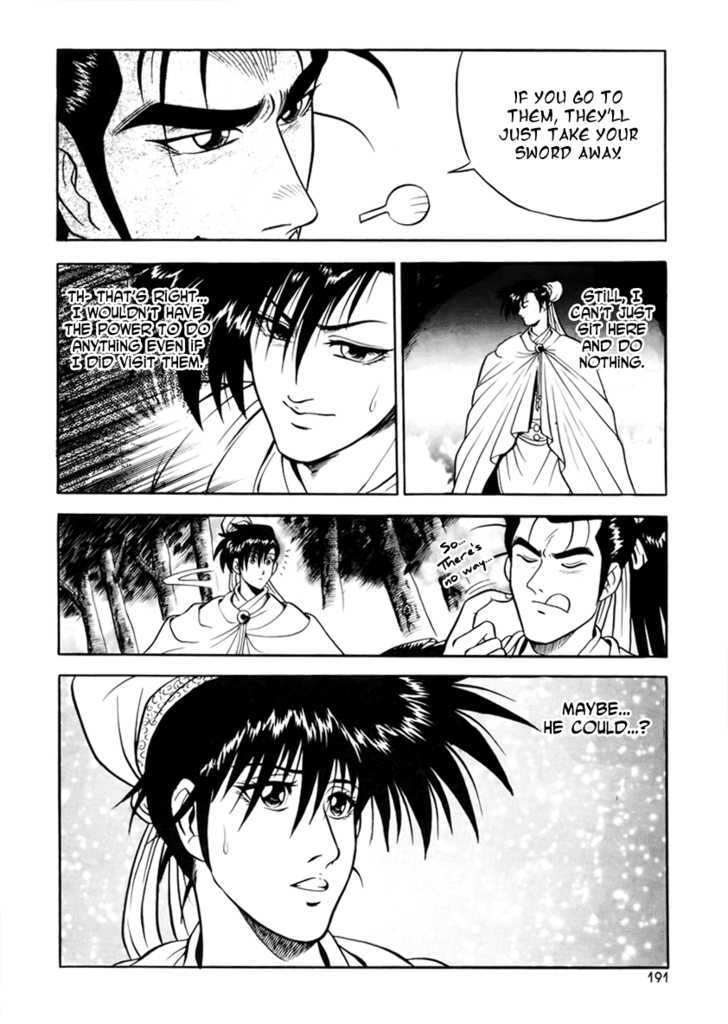 IF YOU GO TO
THEM, THEY'LL
JUST TAKE YOUR
SWORD AWAY.
STILL, I
CAN'T JUST
SIT HERE
AND DO
NOTHING.
TH- THAT'S RIGHT...
I WOULDN'T HAVE
THE POWER TO DO
ANYTHING EVEN IF
I DID VISIT THEM.
So...
There's
no way...
MAYBE...
HE COULD...?
191